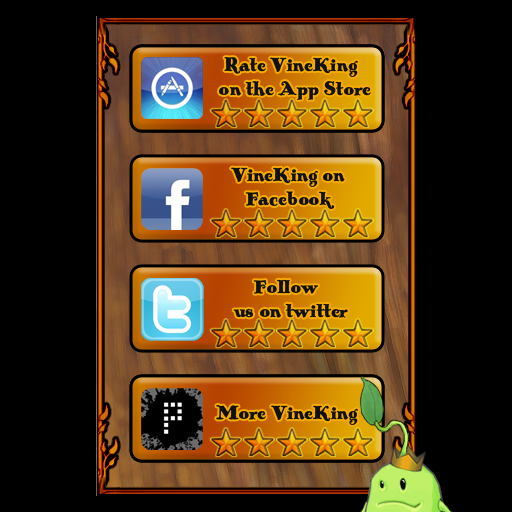 Rate VineKing
on the App Store
VineKing on
Facebook
f
Follow
us on twitter
t
P
More VineKing